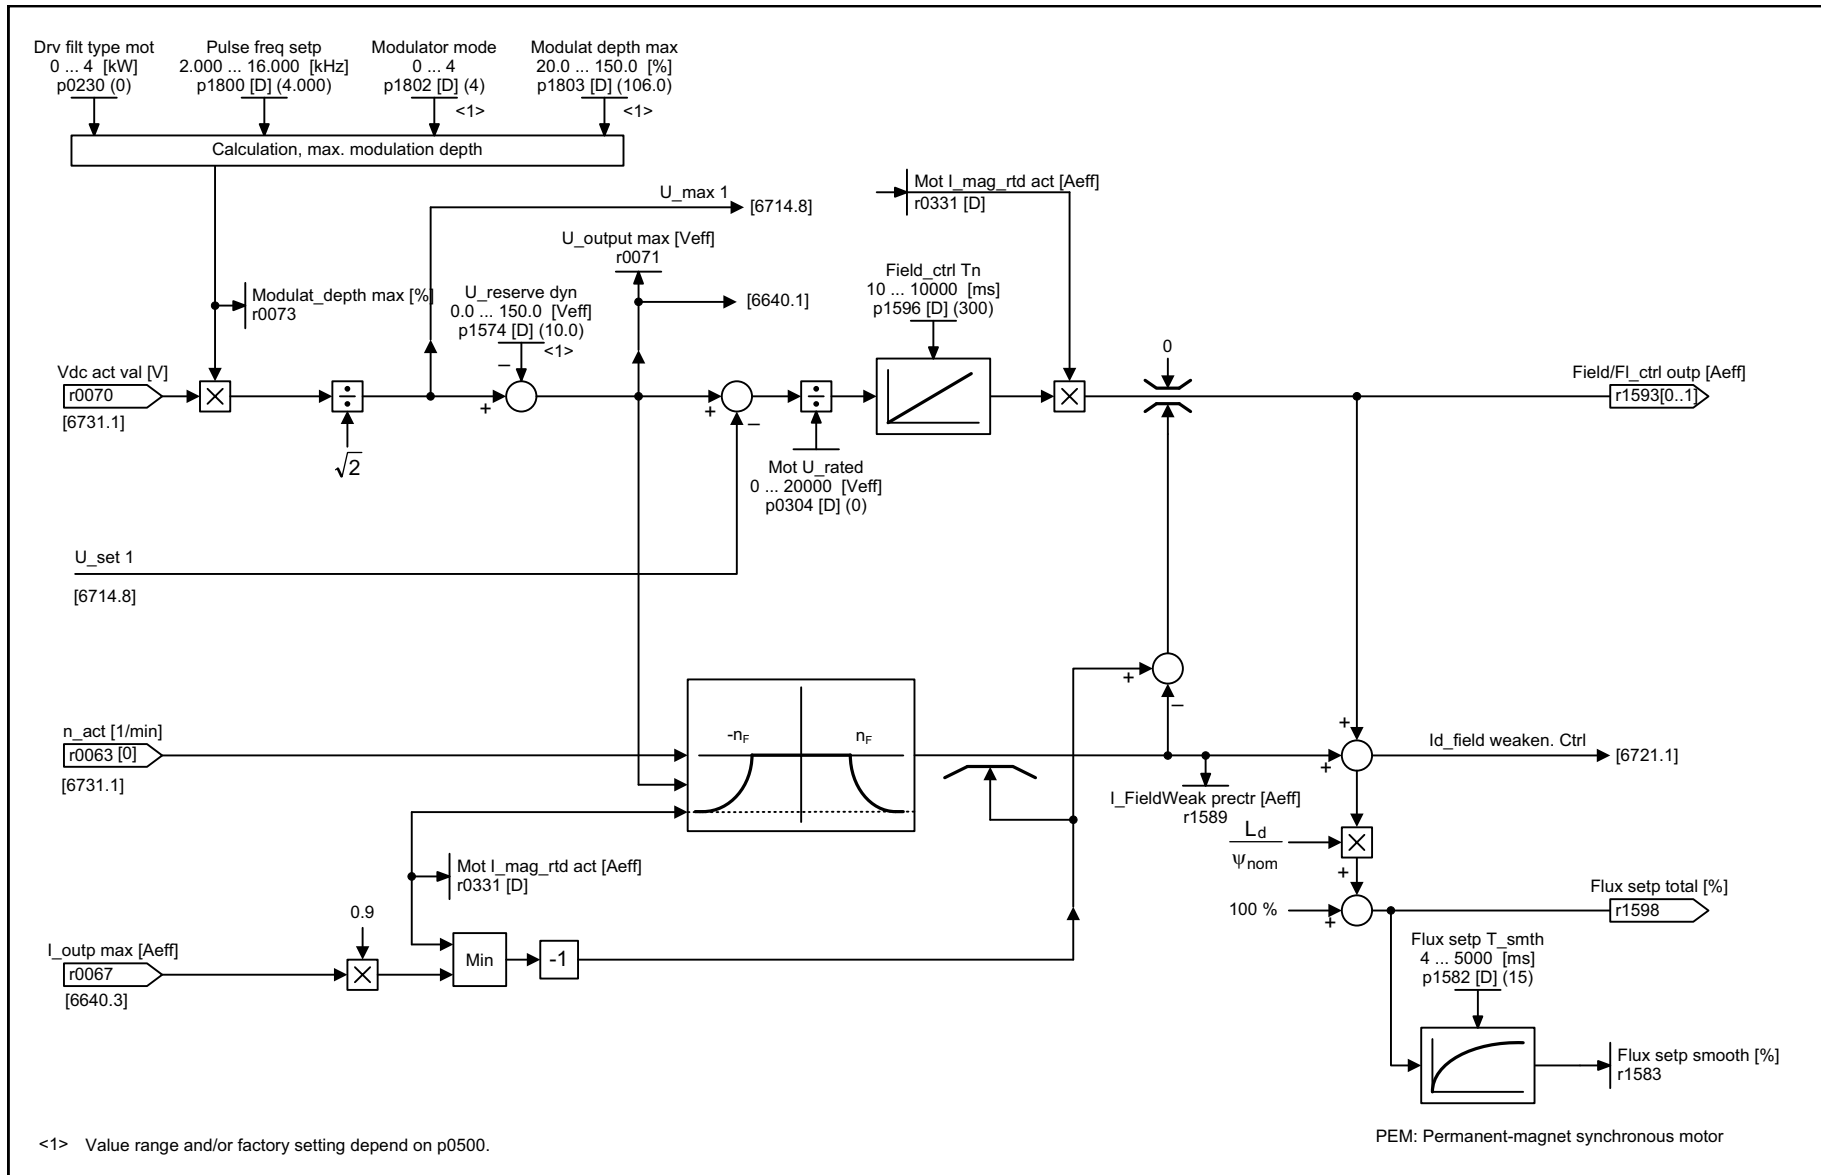 Drv filt type mot
0 ... 4 [kW]
p0230 (0)
Pulse freq setp
2.000 ... 16.000 [kHz]
p1800 [D] (4.000)
Modulator mode
0 ... 4
p1802 [D] (4)
<1>
Modulat depth max
20.0 ... 150.0 [%]
p1803 [D] (106.0)
<1>
Calculation, max. modulation depth
U_max 1
[6714.8]
Mot I_mag_rtd act [Aeff]
r0331 [D]
U_output max [Veff]
r0071
[6640.1]
Modulat_depth max [%]
r0073
U_reserve dyn
0.0 ... 150.0 [Veff]
p1574 [D] (10.0)
<1>
Field_ctrl Tn
10 ... 10000 [ms]
p1596 [D] (300)
0
Vdc act val [V]
r0070
[6731.1]
×
÷
√2
–
+
+
–
÷
×
Mot U_rated
0 ... 20000 [Veff]
p0304 [D] (0)
Field/Fl_ctrl outp [Aeff]
r1593[0..1]
U_set 1
[6714.8]
+
–
n_act [1/min]
r0063 [0]
[6731.1]
-nF
nF
+
+
Id_field weaken. Ctrl
[6721.1]
I_FieldWeak prectr [Aeff]
r1589
Ld
ψnom
×
+
100 %
+
Flux setp total [%]
r1598
Mot I_mag_rtd act [Aeff]
r0331 [D]
0.9
I_outp max [Aeff]
r0067
[6640.3]
×
Min
-1
Flux setp T_smth
4 ... 5000 [ms]
p1582 [D] (15)
Flux setp smooth [%]
r1583
<1> Value range and/or factory setting depend on p0500.
PEM: Permanent-magnet synchronous motor